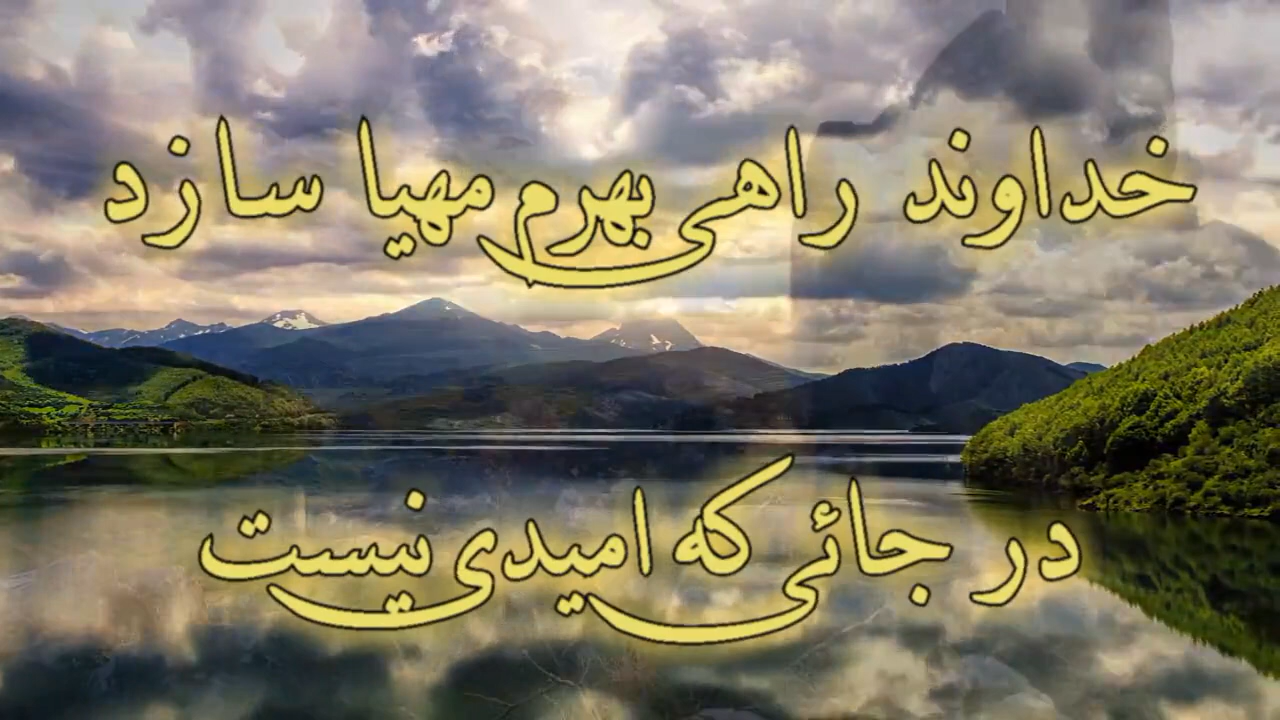 خداوند راهی بهرم مهیا سازد
در جائی که امیدی نیست